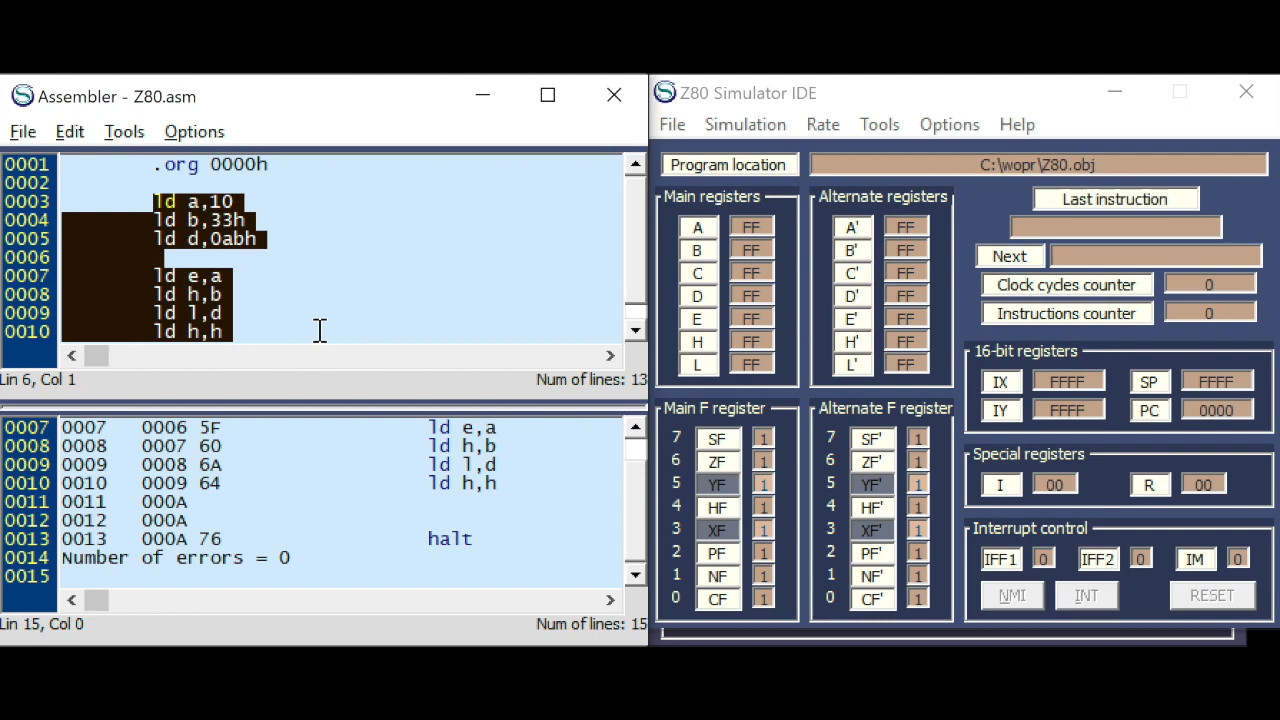 Assembler - Z80.asm
File Edit Tools Options
0001 .org 0000h
0002
0003 ld a,10
0004 ld b,33h
0005 ld d,0abh
0006
0007 ld e,a
0008 ld h,b
0009 ld l,d
0010 ld h,h
Lin 6, Col 1 Num of lines: 13
0007 0007 0006 5F ld e,a
0008 0008 0007 60 ld h,b
0009 0009 0008 6A ld l,d
0010 0010 0009 64 ld h,h
0011 0011 000A
0012 0012 000A
0013 0013 000A 76 halt
0014 Number of errors = 0
0015
Lin 15, Col 0 Num of lines: 15
Z80 Simulator IDE
File Simulation Rate Tools Options Help
Program location C:\wopr\Z80.obj
Main registers
A FF
B FF
C FF
D FF
E FF
H FF
L FF
Alternate registers
A' FF
B' FF
C' FF
D' FF
E' FF
H' FF
L' FF
Last instruction
Next
Clock cycles counter 0
Instructions counter 0
16-bit registers
IX FFFF SP FFFF
IY FFFF PC 0000
Main F register
7 SF 1
6 ZF 1
5 YF 1
4 HF 1
3 XF 1
2 PF 1
1 NF 1
0 CF 1
Alternate F register
7 SF' 1
6 ZF' 1
5 YF' 1
4 HF' 1
3 XF' 1
2 PF' 1
1 NF' 1
0 CF' 1
Special registers
I 00 R 00
Interrupt control
IFF1 0 IFF2 0 IM 0
NMI INT RESET